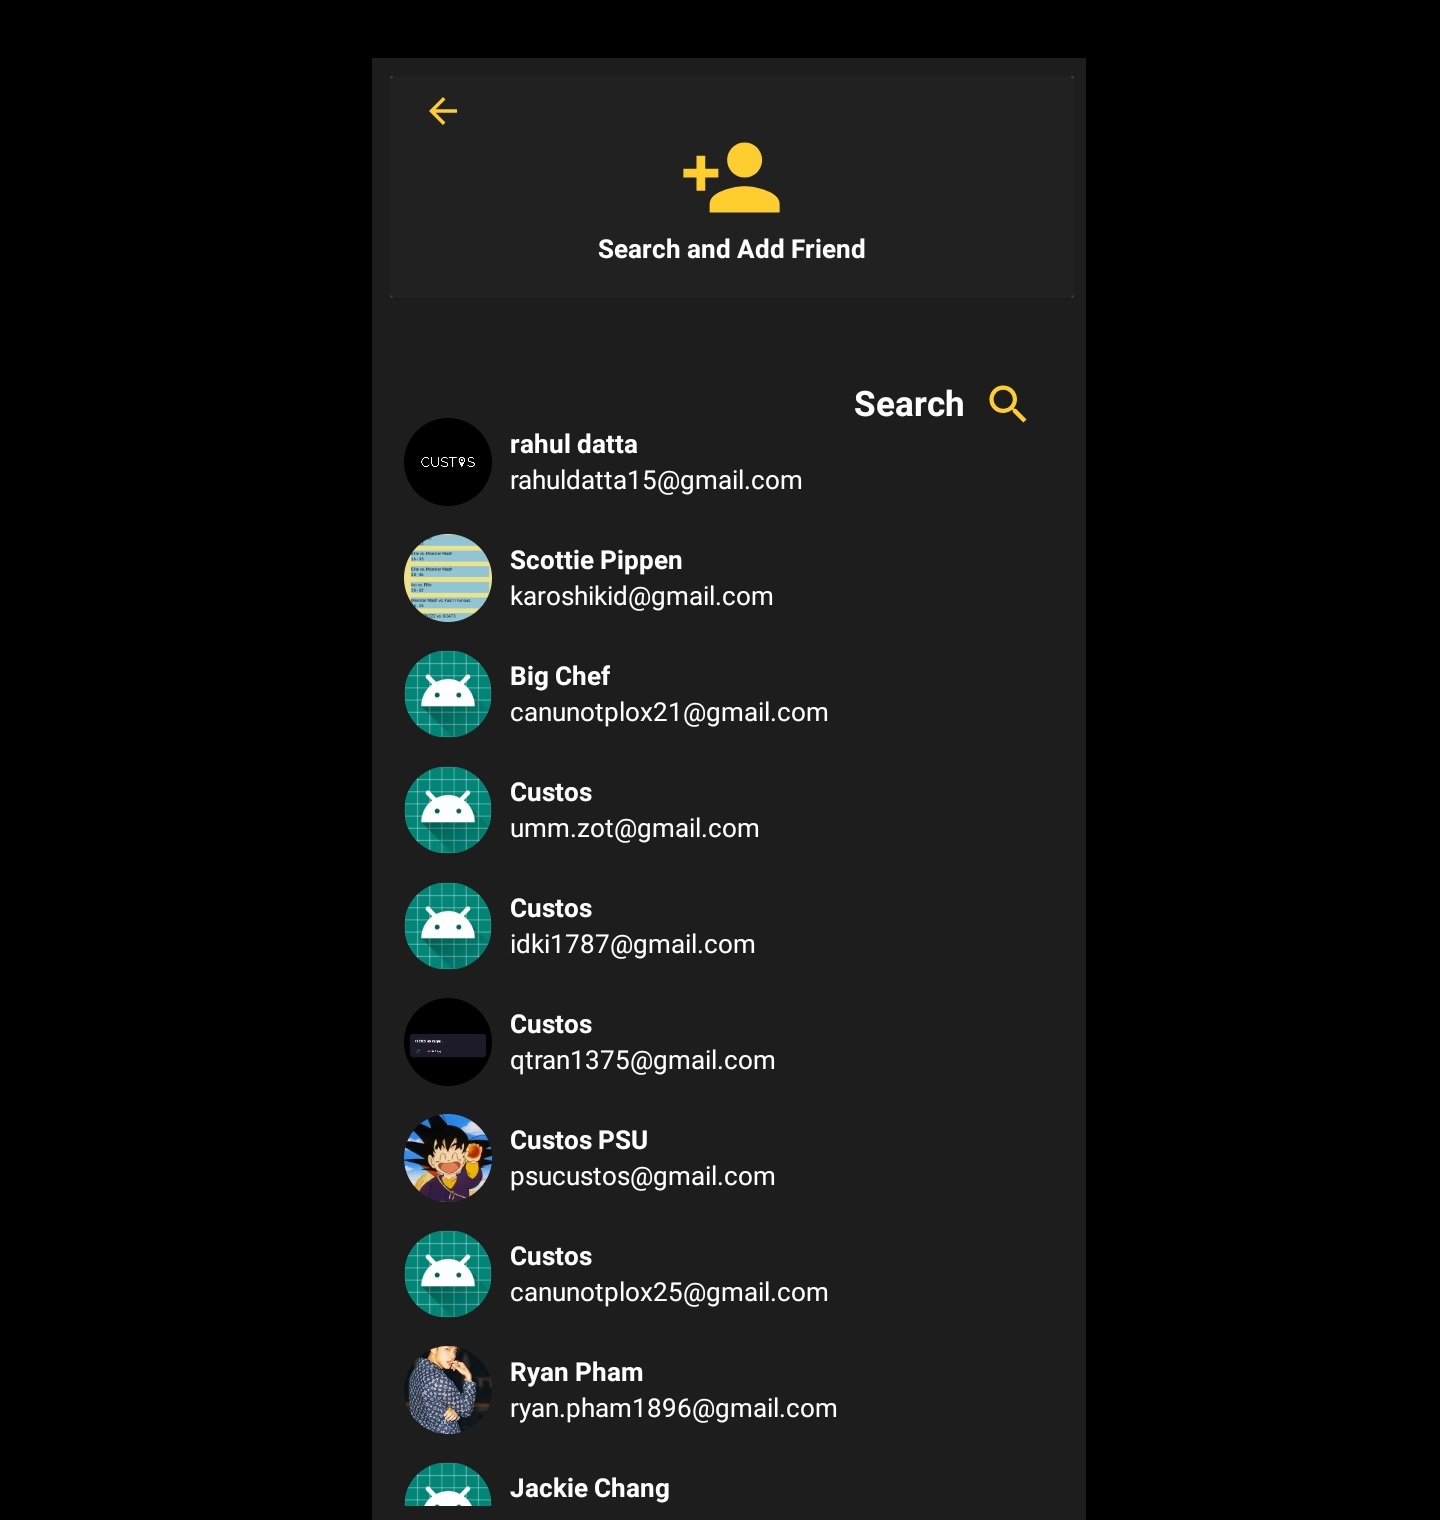 Search and Add Friend
Search
CUSTOS
rahul datta
rahuldatta15@gmail.com
Scottie Pippen
karoshikid@gmail.com
Big Chef
canunotplox21@gmail.com
Custos
umm.zot@gmail.com
Custos
idki1787@gmail.com
Custos
qtran1375@gmail.com
Custos PSU
psucustos@gmail.com
Custos
canunotplox25@gmail.com
Ryan Pham
ryan.pham1896@gmail.com
Jackie Chang